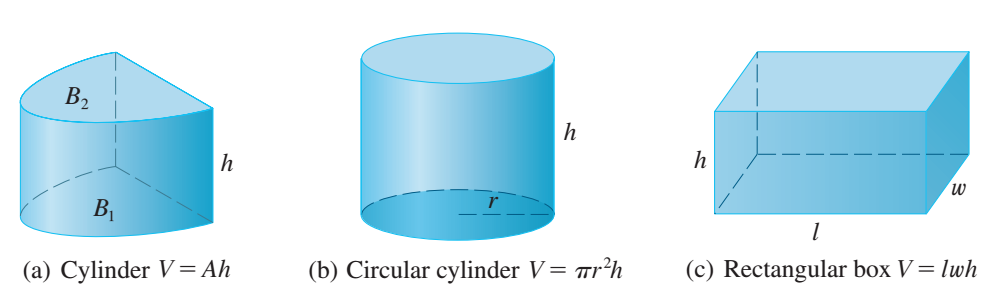 B₂
h
B₁
(a) Cylinder V = Ah
h
r
(b) Circular cylinder V = πr²h
h
w
l
(c) Rectangular box V = lwh